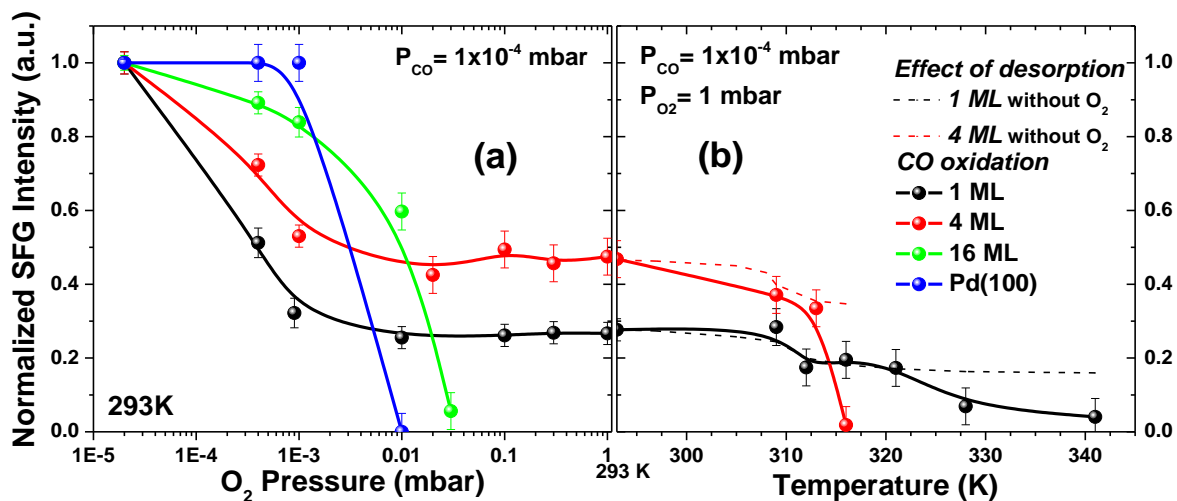 Normalized SFG Intensity (a.u.)
1.0
0.8
0.6
0.4
0.2
0.0
P_CO = 1x10⁻⁴ mbar
(a)
293K
1E-5
1E-4
1E-3
0.01
0.1
1
O₂ Pressure (mbar)
P_CO = 1x10⁻⁴ mbar
P_O2 = 1 mbar
(b)
Effect of desorption
1 ML without O₂
4 ML without O₂
CO oxidation
1 ML
4 ML
16 ML
Pd(100)
1.0
0.8
0.6
0.4
0.2
0.0
293 K
300
310
320
330
340
Temperature (K)